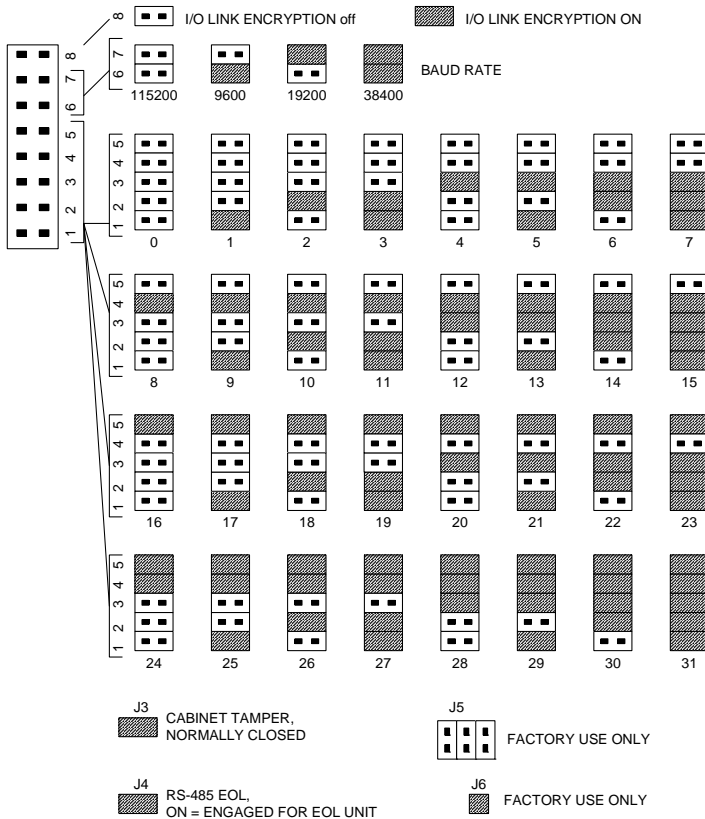 8 I/O LINK ENCRYPTION off I/O LINK ENCRYPTION ON
8 7 6 5 4 3 2 1
7 6
115200 9600 19200 38400 BAUD RATE
5 4 3 2 1
0 1 2 3 4 5 6 7
5 4 3 2 1
8 9 10 11 12 13 14 15
5 4 3 2 1
16 17 18 19 20 21 22 23
5 4 3 2 1
24 25 26 27 28 29 30 31
J3
CABINET TAMPER,
NORMALLY CLOSED
J5
FACTORY USE ONLY
J4
RS-485 EOL,
ON = ENGAGED FOR EOL UNIT
J6
FACTORY USE ONLY